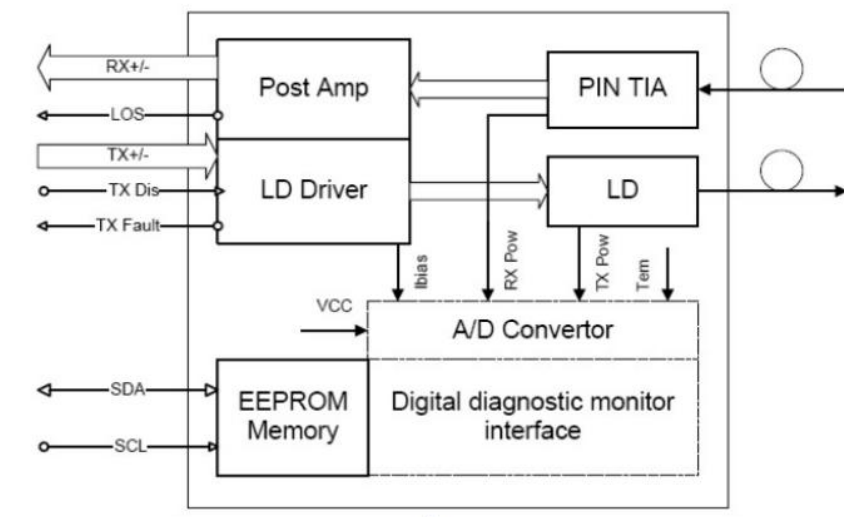 RX+/-
Post Amp
PIN TIA
LOS
TX+/-
TX Dis
LD Driver
LD
TX Fault
Ibias
RX Pow
TX Pow
Tem
VCC
A/D Convertor
SDA
EEPROM
Memory
Digital diagnostic monitor
interface
SCL